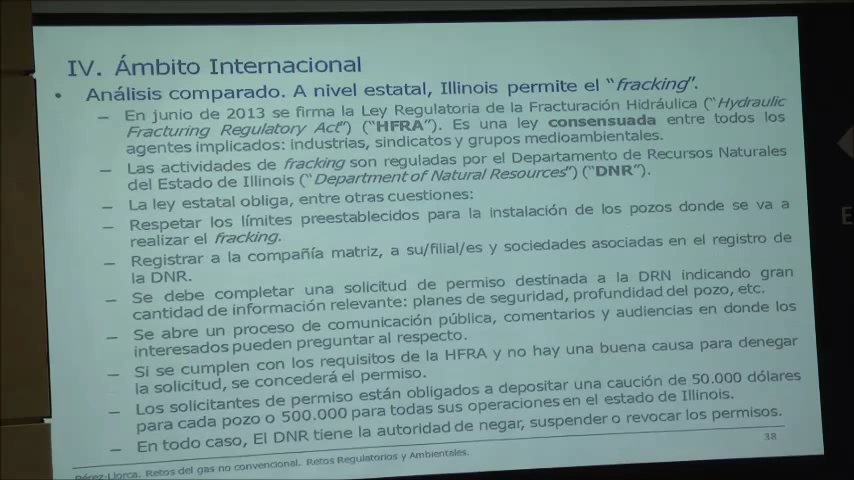 IV. Ámbito Internacional
• Análisis comparado. A nivel estatal, Illinois permite el "fracking".
– En junio de 2013 se firma la Ley Regulatoria de la Fracturación Hidráulica ("Hydraulic
Fracturing Regulatory Act") ("HFRA"). Es una ley consensuada entre todos los
agentes implicados: industrias, sindicatos y grupos medioambientales.
– Las actividades de fracking son reguladas por el Departamento de Recursos Naturales
del Estado de Illinois ("Department of Natural Resources") ("DNR").
– La ley estatal obliga, entre otras cuestiones:
– Respetar los límites preestablecidos para la instalación de los pozos donde se va a
realizar el fracking.
– Registrar a la compañía matriz, a su/filial/es y sociedades asociadas en el registro de
la DNR.
– Se debe completar una solicitud de permiso destinada a la DRN indicando gran
cantidad de información relevante: planes de seguridad, profundidad del pozo, etc.
– Se abre un proceso de comunicación pública, comentarios y audiencias en donde los
interesados pueden preguntar al respecto.
– Si se cumplen con los requisitos de la HFRA y no hay una buena causa para denegar
la solicitud, se concederá el permiso.
– Los solicitantes de permiso están obligados a depositar una caución de 50.000 dólares
para cada pozo o 500.000 para todas sus operaciones en el estado de Illinois.
– En todo caso, El DNR tiene la autoridad de negar, suspender o revocar los permisos.
38
Pérez-Llorca. Retos del gas no convencional. Retos Regulatorios y Ambientales.
E